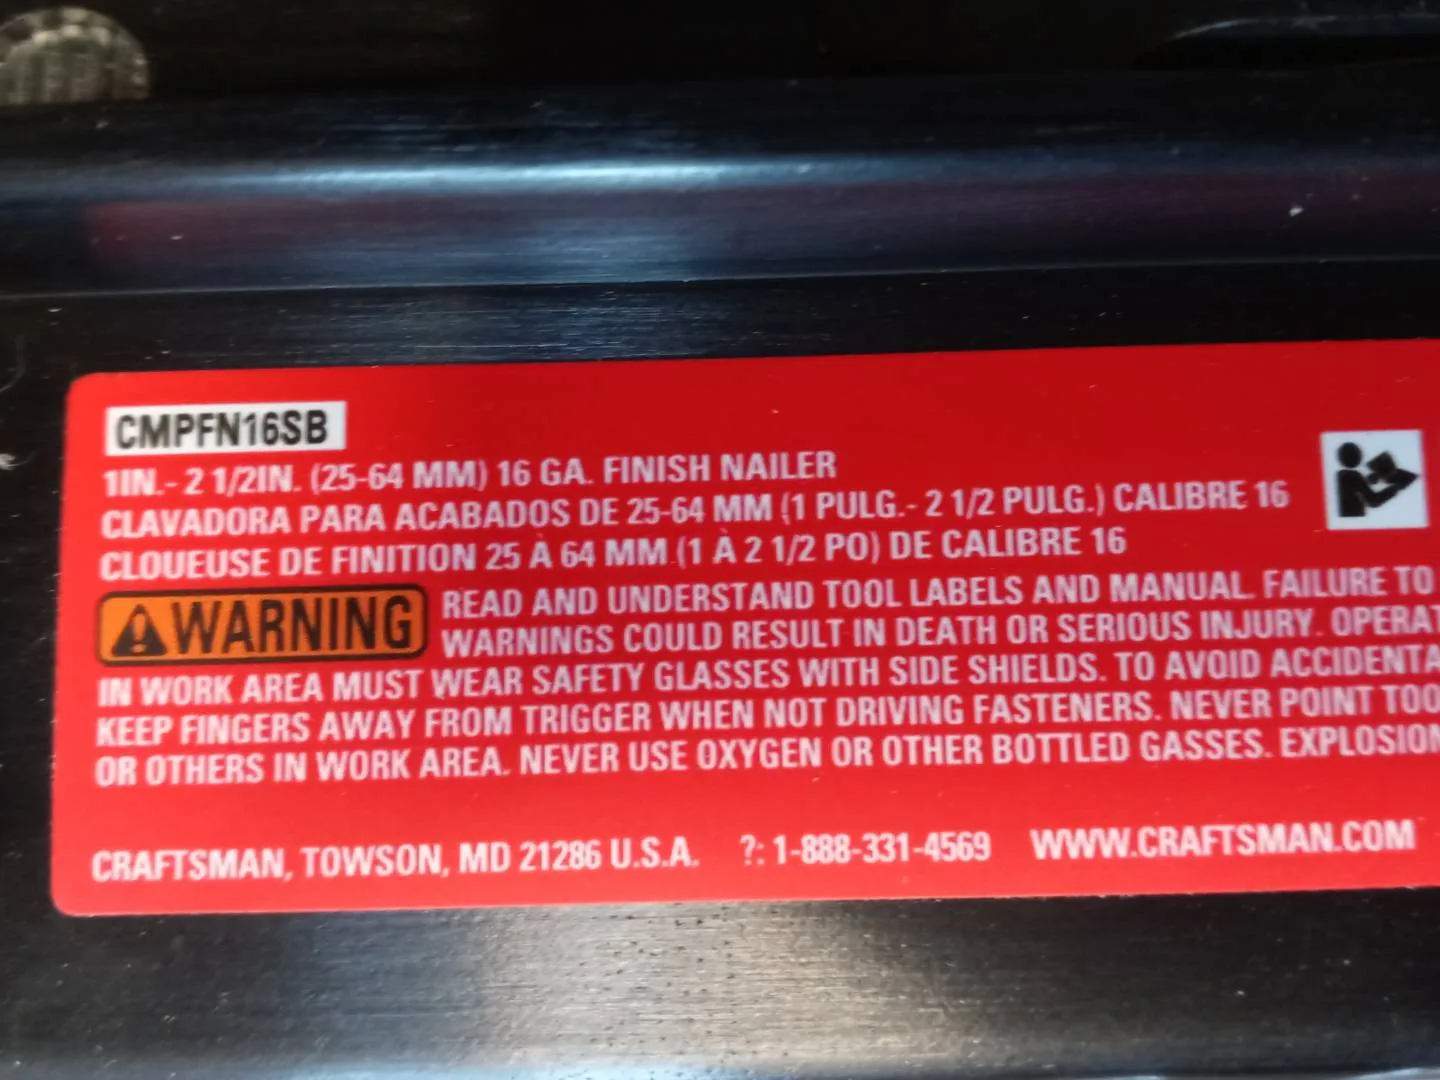 CMPFN16SB
1IN.- 2 1/2IN. (25-64 MM) 16 GA. FINISH NAILER
CLAVADORA PARA ACABADOS DE 25-64 MM (1 PULG.- 2 1/2 PULG.) CALIBRE 16
CLOUEUSE DE FINITION 25 À 64 MM (1 À 2 1/2 PO) DE CALIBRE 16
WARNING READ AND UNDERSTAND TOOL LABELS AND MANUAL. FAILURE TO
WARNINGS COULD RESULT IN DEATH OR SERIOUS INJURY. OPERAT
IN WORK AREA MUST WEAR SAFETY GLASSES WITH SIDE SHIELDS. TO AVOID ACCIDENTA
KEEP FINGERS AWAY FROM TRIGGER WHEN NOT DRIVING FASTENERS. NEVER POINT TOO
OR OTHERS IN WORK AREA. NEVER USE OXYGEN OR OTHER BOTTLED GASSES. EXPLOSION
CRAFTSMAN, TOWSON, MD 21286 U.S.A. ?: 1-888-331-4569 WWW.CRAFTSMAN.COM